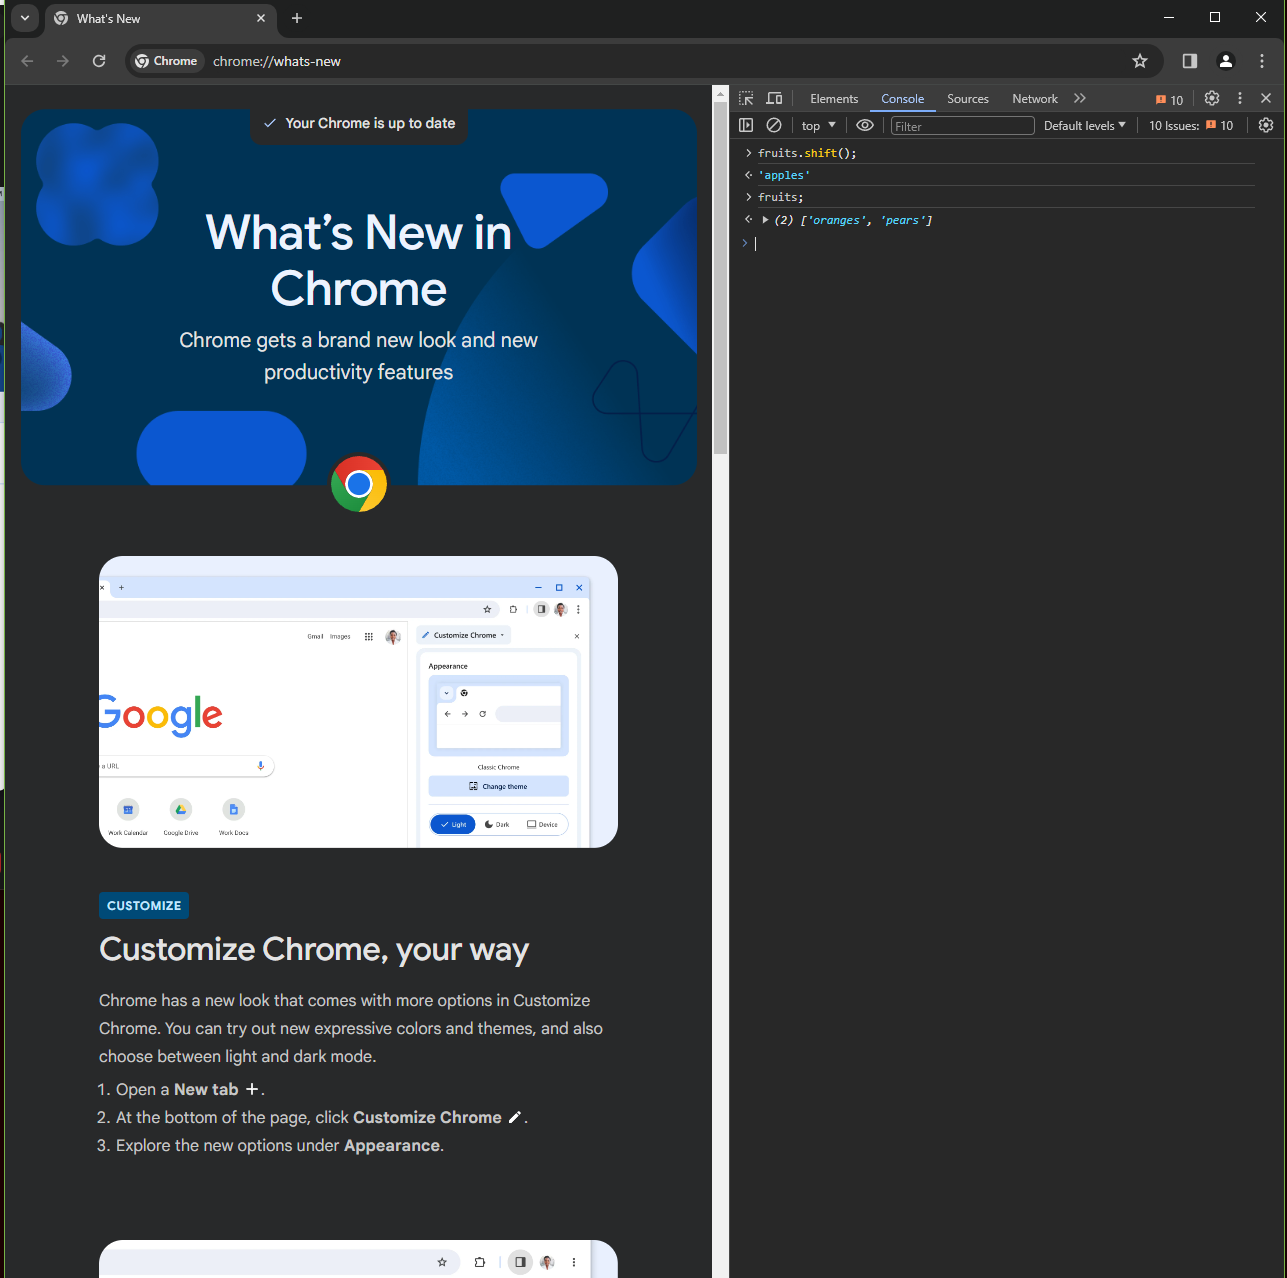 What's New
Chrome chrome://whats-new
Your Chrome is up to date
What's New in
Chrome
Chrome gets a brand new look and new
productivity features
Gmail Images
Customize Chrome
Appearance
Google
a URL
Classic Chrome
Change theme
Work Calendar Google Drive Work Docs
Light Dark Device
CUSTOMIZE
Customize Chrome, your way
Chrome has a new look that comes with more options in Customize
Chrome. You can try out new expressive colors and themes, and also
choose between light and dark mode.
1. Open a New tab +.
2. At the bottom of the page, click Customize Chrome .
3. Explore the new options under Appearance.
Elements Console Sources Network 10
top Filter Default levels 10 Issues: 10
> fruits.shift();
'apples'
> fruits;
(2) ['oranges', 'pears']
>